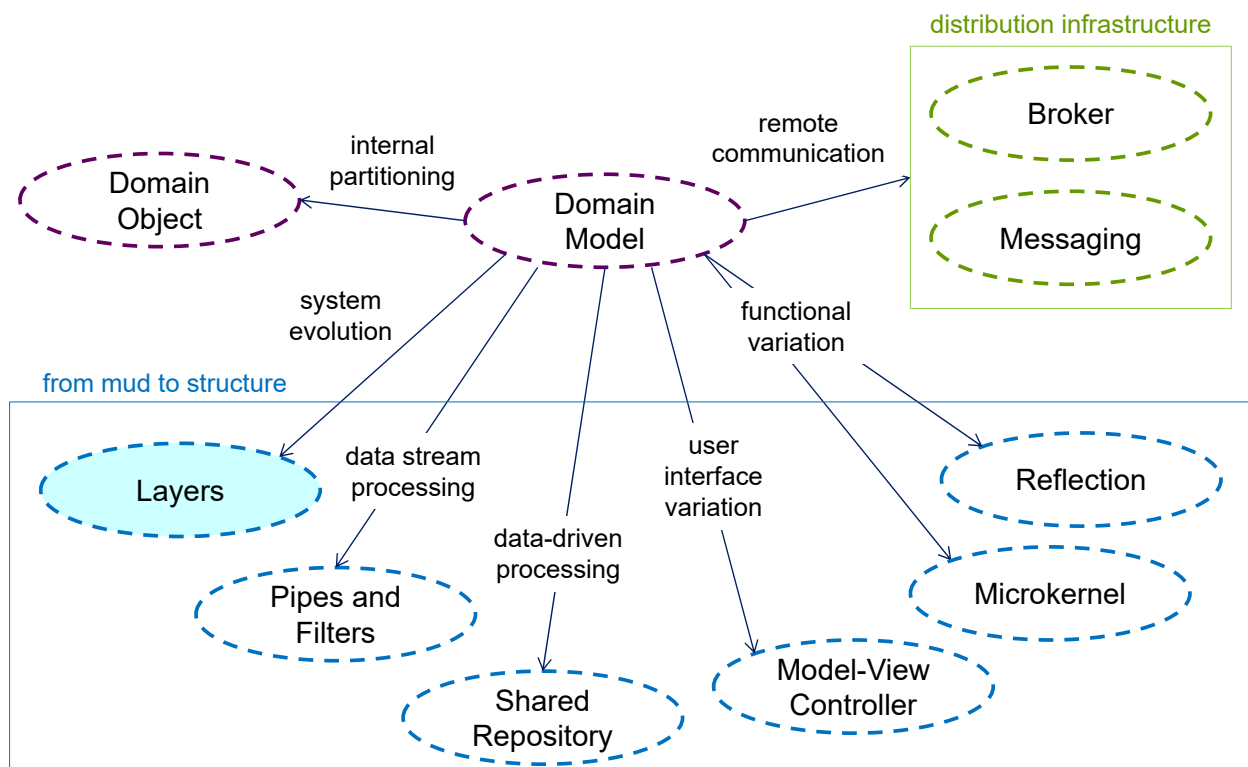 distribution infrastructure
Broker
Messaging
remote
communication
internal
partitioning
Domain
Object
Domain
Model
system
evolution
functional
variation
from mud to structure
Layers
data stream
processing
user
interface
variation
Reflection
data-driven
processing
Microkernel
Pipes and
Filters
Model-View
Controller
Shared
Repository